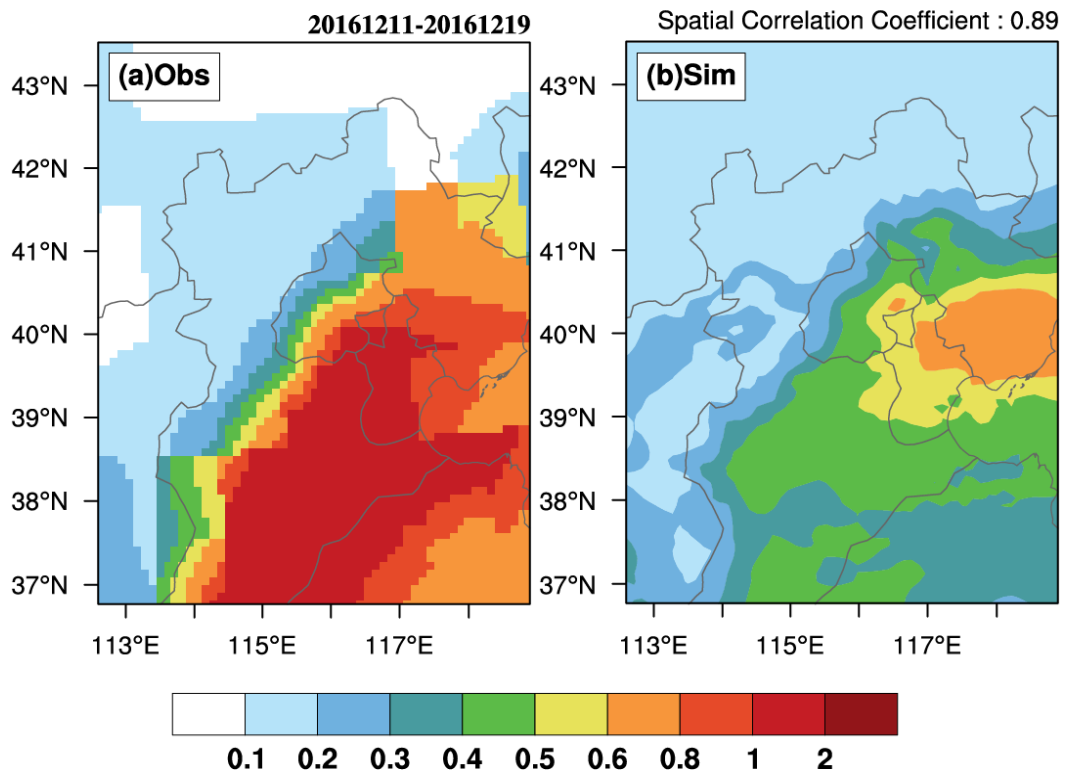 20161211-20161219
Spatial Correlation Coefficient : 0.89
(a)Obs
(b)Sim
43°N
42°N
41°N
40°N
39°N
38°N
37°N
43°N
42°N
41°N
40°N
39°N
38°N
37°N
113°E 115°E 117°E
113°E 115°E 117°E
0.1 0.2 0.3 0.4 0.5 0.6 0.8 1 2